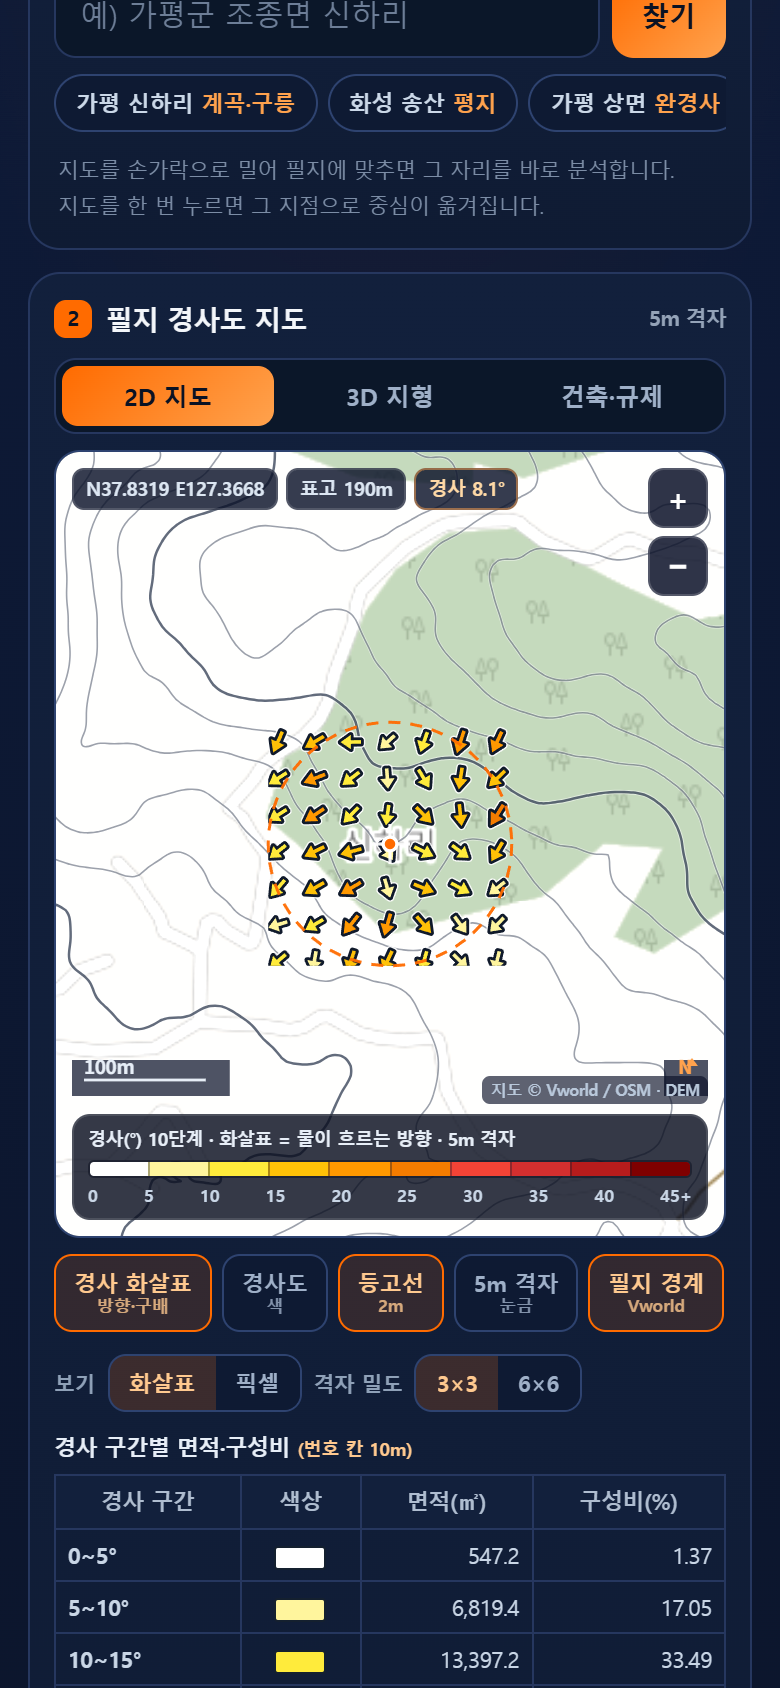 예) 가평군 조종면 신하리
찾기
가평 신하리 계곡·구릉
화성 송산 평지
가평 상면 완경사
지도를 손가락으로 밀어 필지에 맞추면 그 자리를 바로 분석합니다.
지도를 한 번 누르면 그 지점으로 중심이 옮겨집니다.
2 필지 경사도 지도
5m 격자
2D 지도
3D 지형
건축·규제
N37.8319 E127.3668
표고 190m
경사 8.1°
+
−
신하리
100m
N
지도 © Vworld / OSM · DEM
경사(°) 10단계 · 화살표 = 물이 흐르는 방향 · 5m 격자
0 5 10 15 20 25 30 35 40 45+
경사 화살표
방향·구배
경사도
색
등고선
2m
5m 격자
눈금
필지 경계
Vworld
보기
화살표
픽셀
격자 밀도
3×3
6×6
경사 구간별 면적·구성비 (번호 칸 10m)
경사 구간 색상 면적(㎡) 구성비(%)
0~5° 547.2 1.37
5~10° 6,819.4 17.05
10~15° 13,397.2 33.49